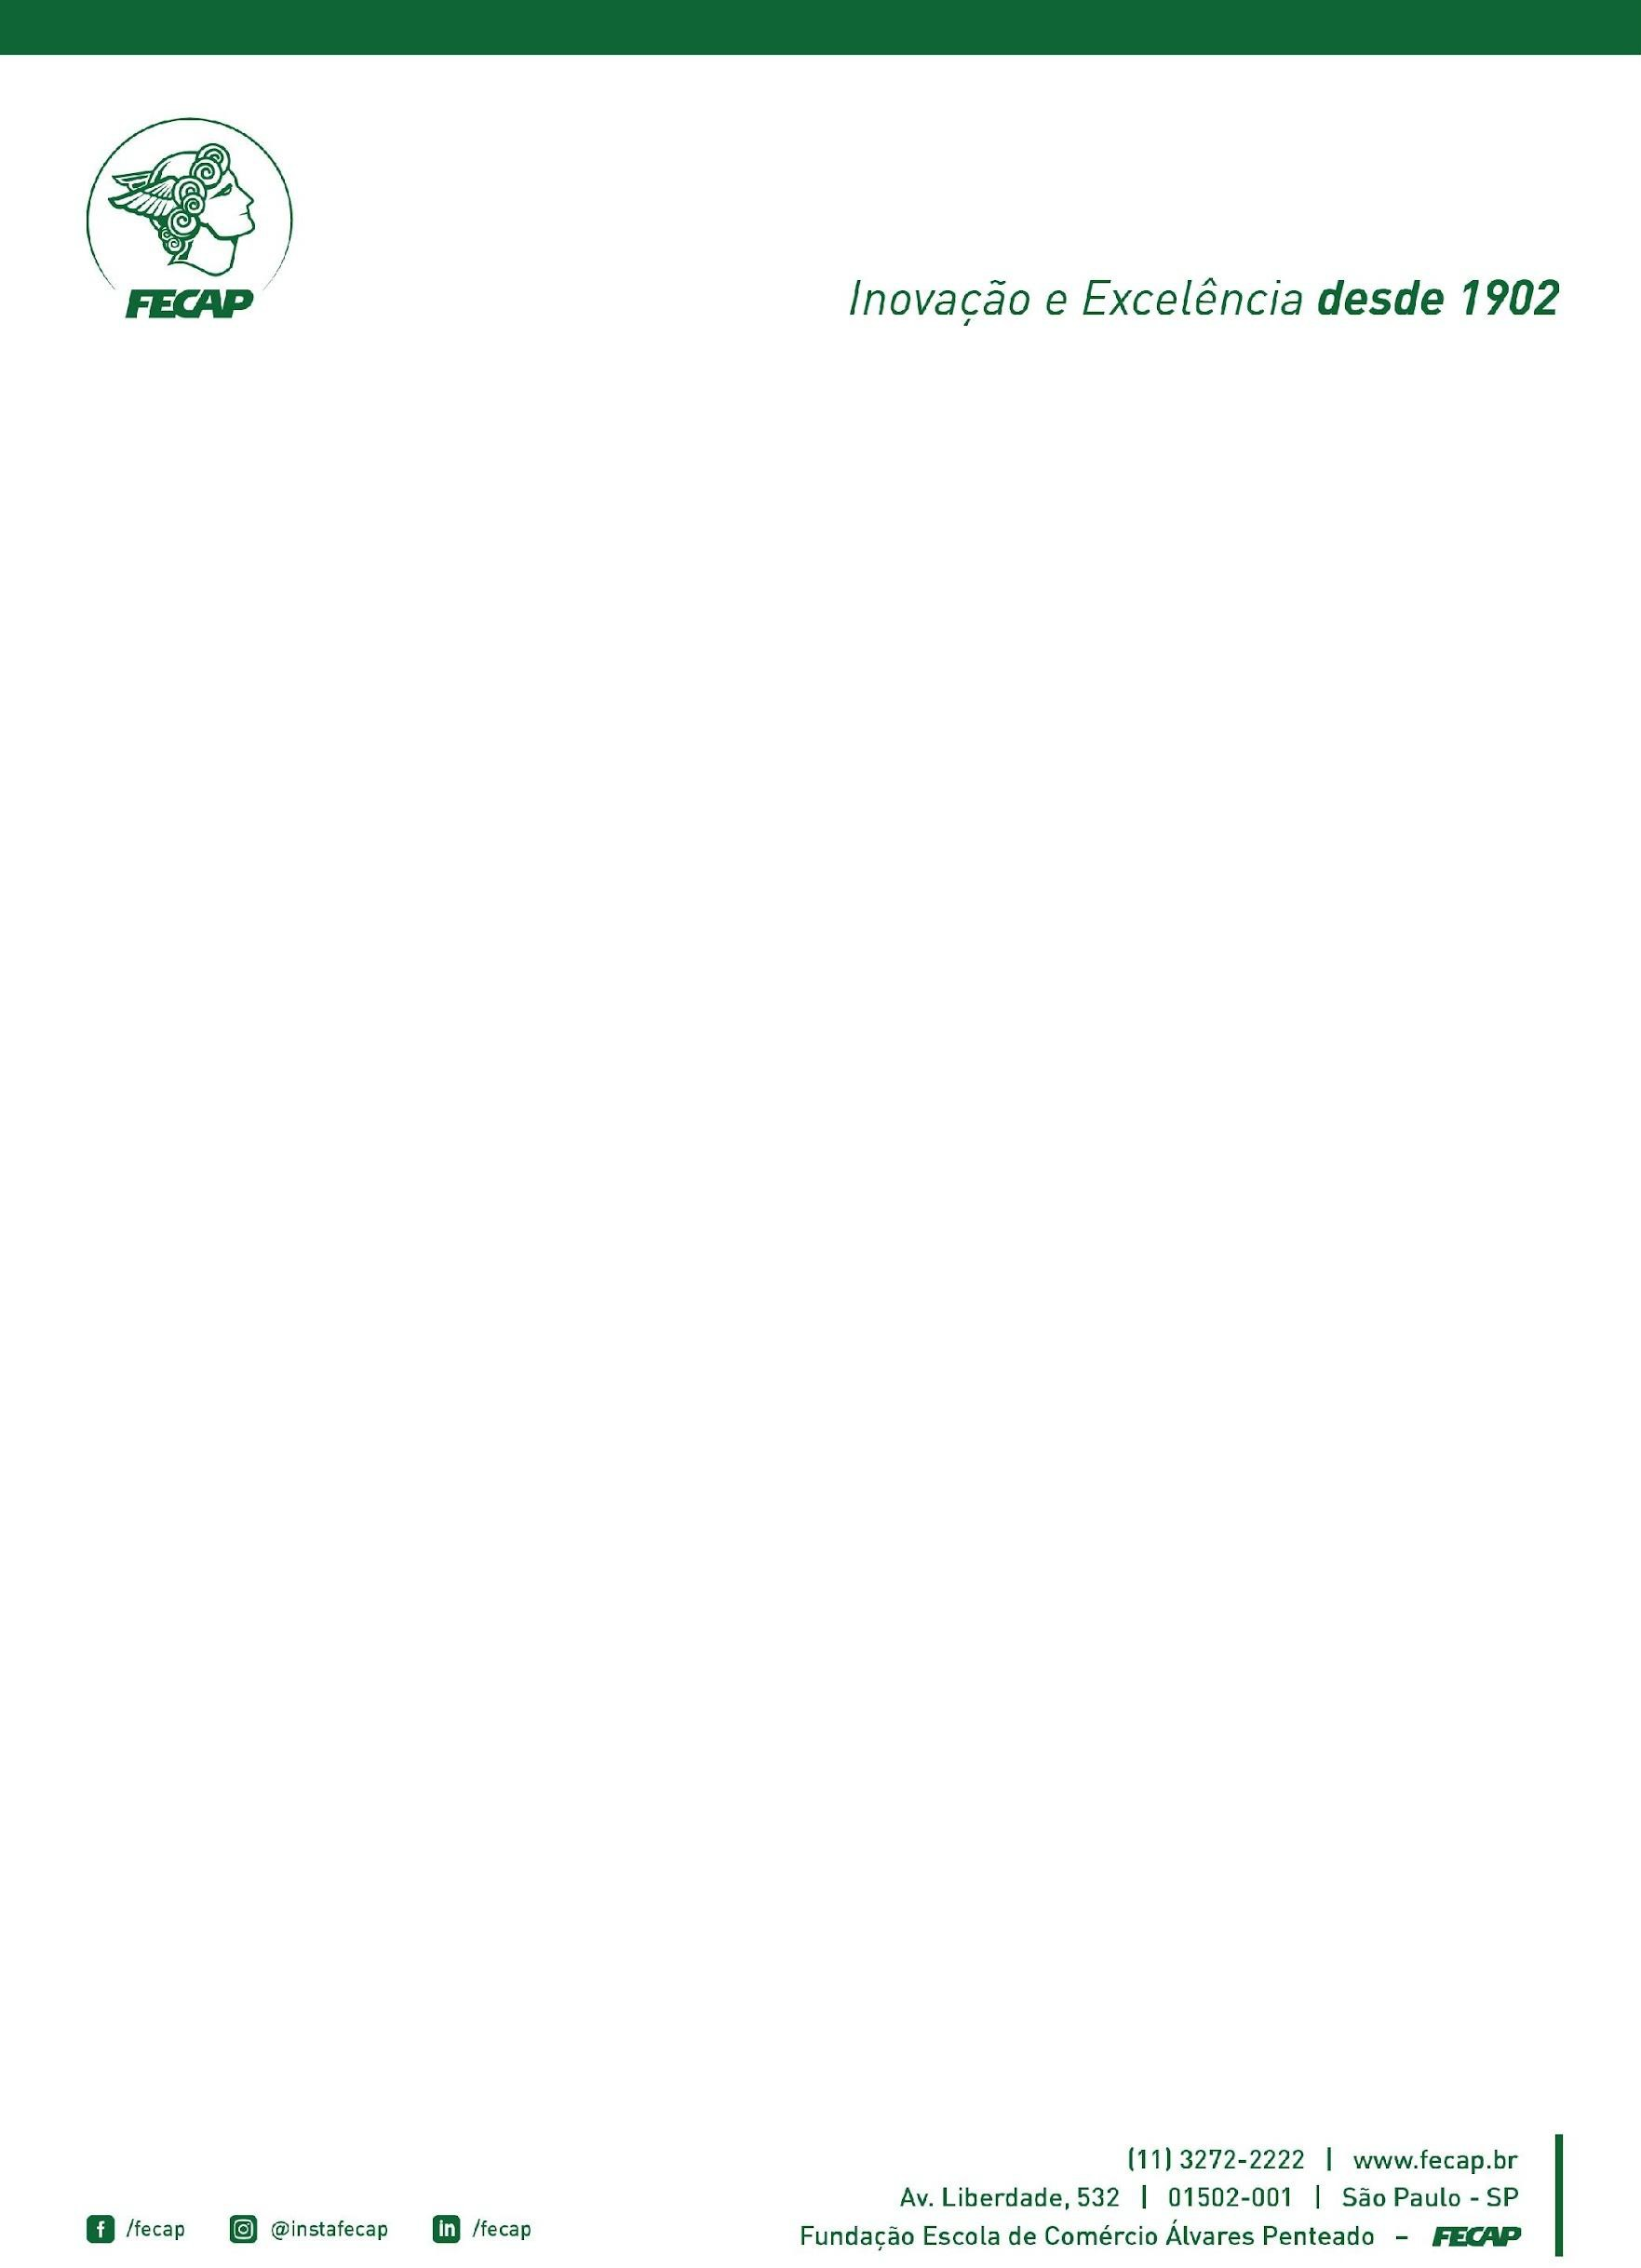 FECAP
Inovação e Excelência desde 1902
(11) 3272-2222 | www.fecap.br
Av. Liberdade, 532 | 01502-001 | São Paulo - SP
Fundação Escola de Comércio Álvares Penteado – FECAP
/fecap @instafecap in /fecap